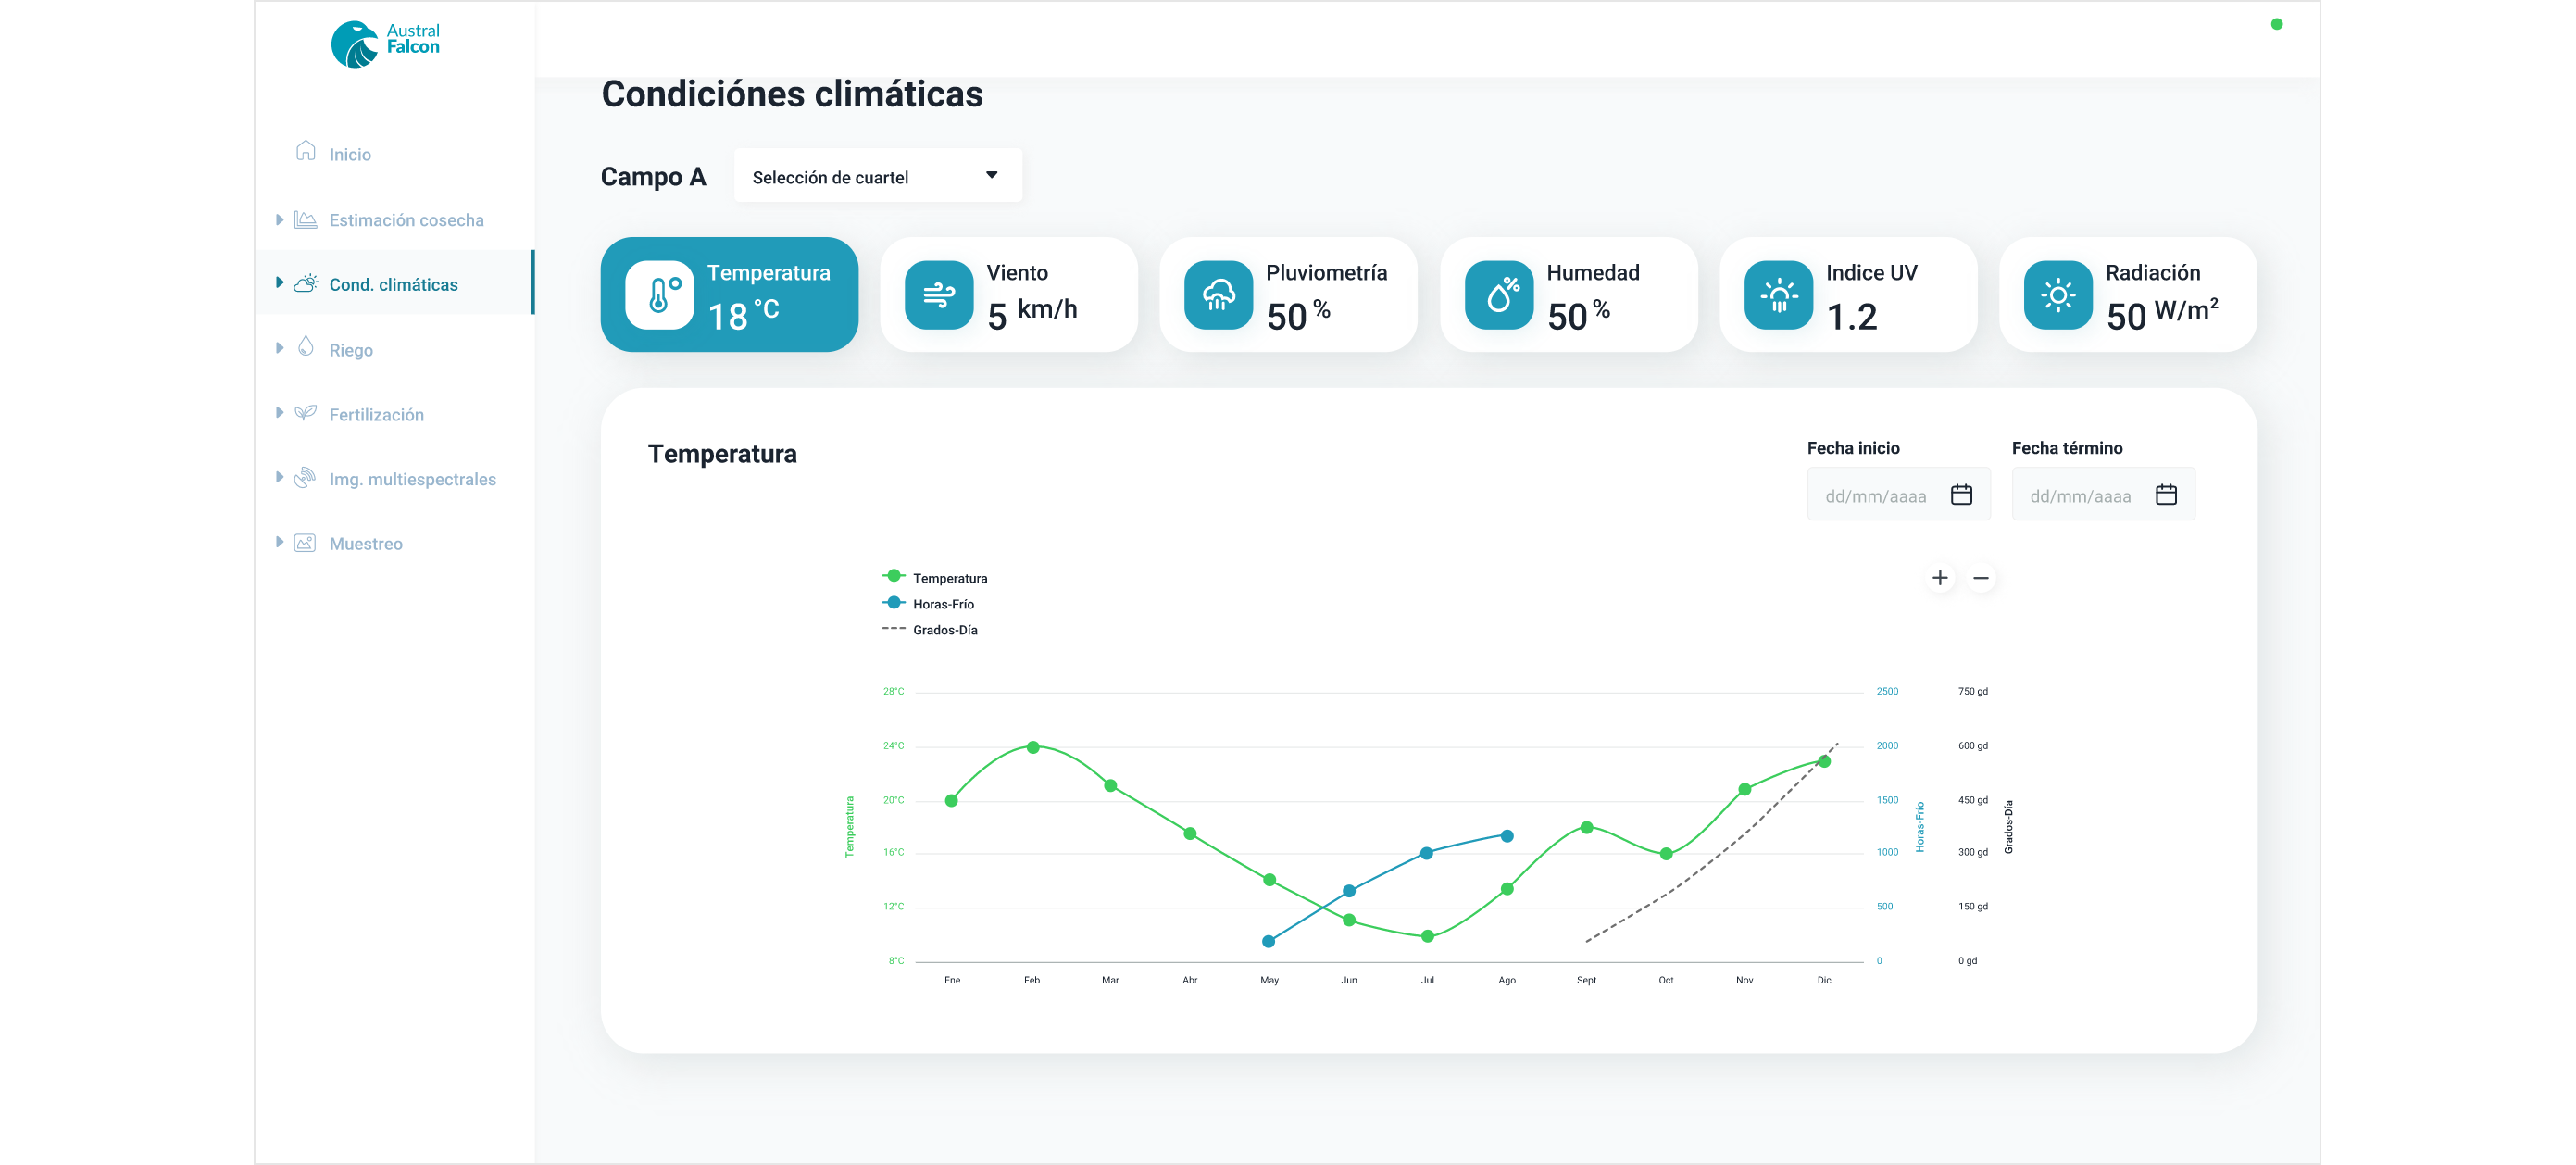 Austral
Falcon
Inicio
Estimación cosecha
Cond. climáticas
Riego
Fertilización
Img. multiespectrales
Muestreo
Condiciónes climáticas
Campo A
Selección de cuartel
Temperatura
18 °C
Viento
5 km/h
Pluviometría
50 %
Humedad
50 %
Indice UV
1.2
Radiación
50 W/m²
Temperatura
Fecha inicio
dd/mm/aaaa
Fecha término
dd/mm/aaaa
+ −
Temperatura
Horas-Frío
Grados-Día
28°C 2500 750 gd
24°C 2000 600 gd
20°C 1500 450 gd
16°C 1000 300 gd
12°C 500 150 gd
8°C 0 0 gd
Temperatura
Horas-Frío
Grados-Día
Ene Feb Mar Abr May Jun Jul Ago Sept Oct Nov Dic